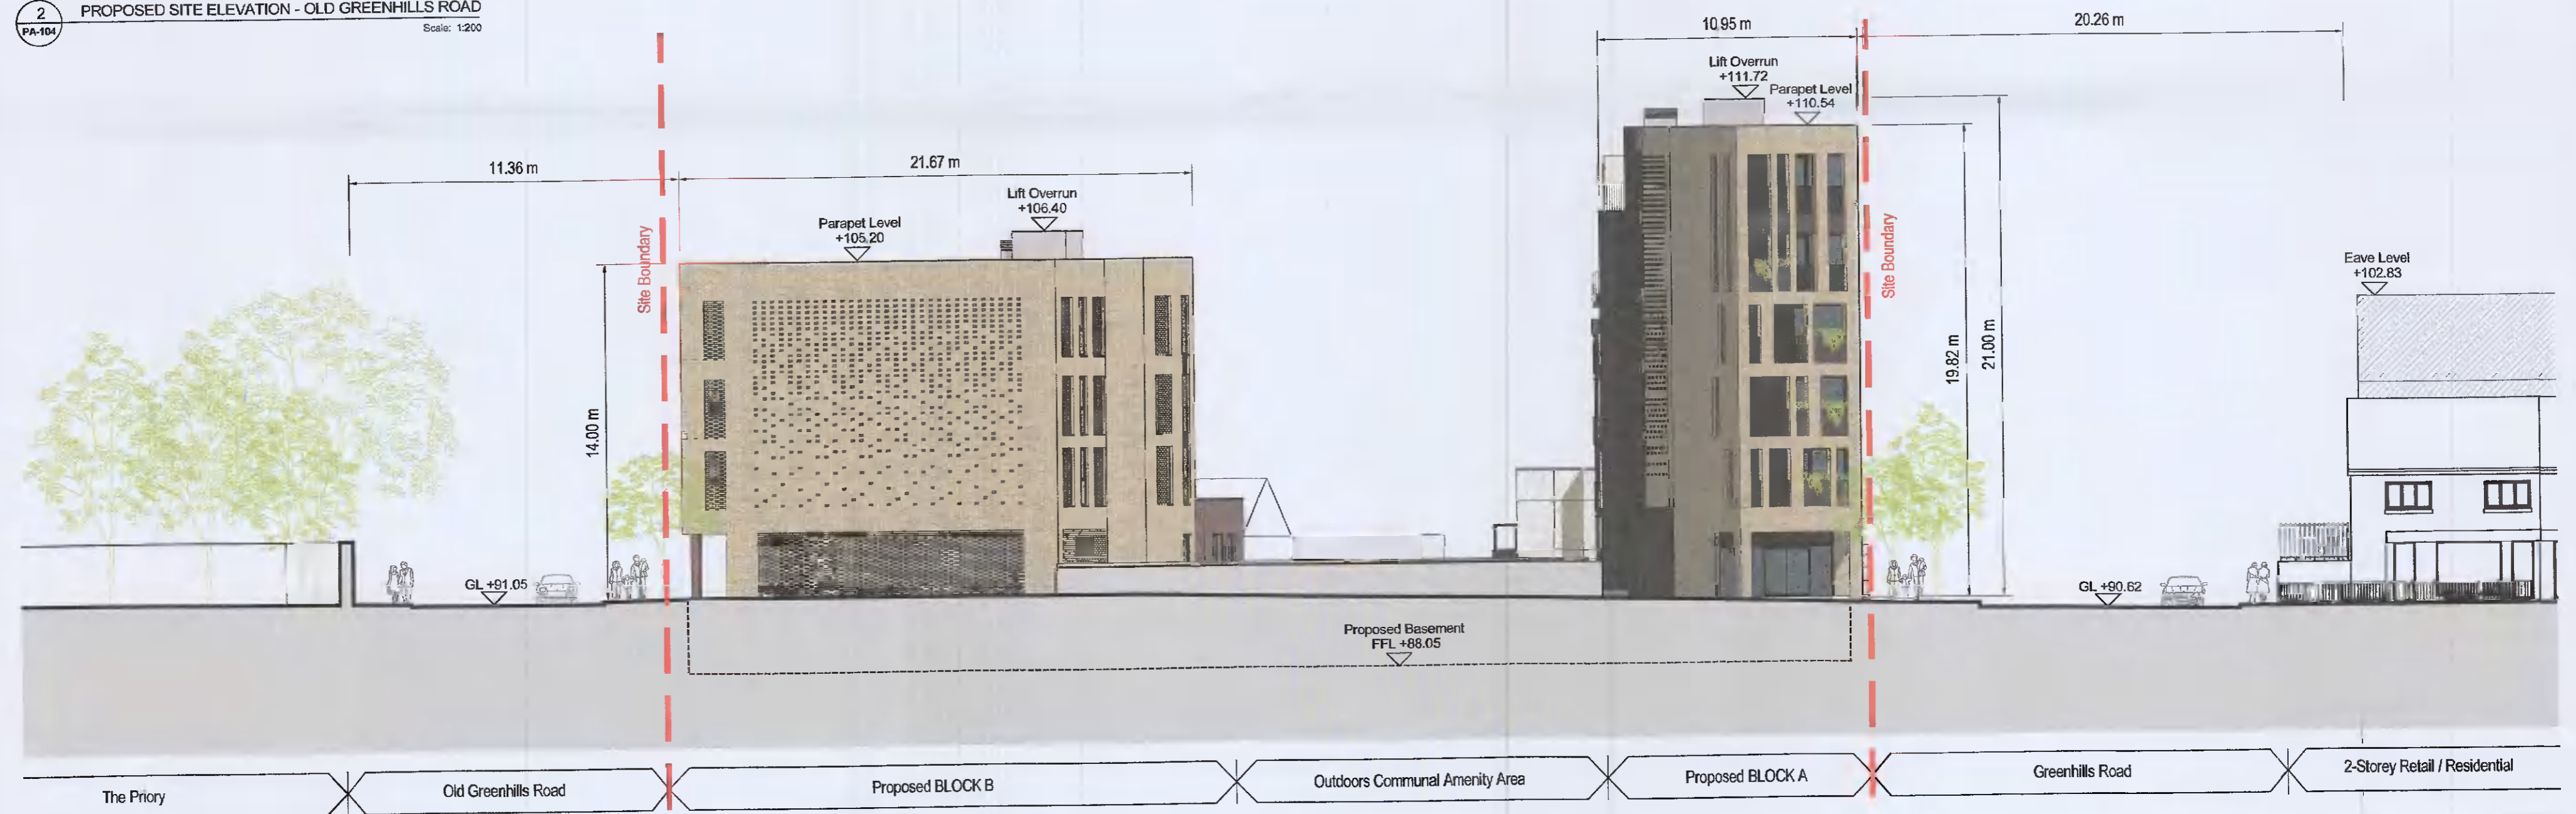 2
PA-104
PROPOSED SITE ELEVATION - OLD GREENHILLS ROAD
Scale: 1:200
10.95 m
20.26 m
Lift Overrun
+111.72
Parapet Level
+110.54
11.36 m
21.67 m
Lift Overrun
+106.40
Parapet Level
+105.20
Site Boundary
Site Boundary
Eave Level
+102.83
14.00 m
19.82 m
21.00 m
GL +91.05
GL +90.62
Proposed Basement
FFL +88.05
The Priory
Old Greenhills Road
Proposed BLOCK B
Outdoors Communal Amenity Area
Proposed BLOCK A
Greenhills Road
2-Storey Retail / Residential